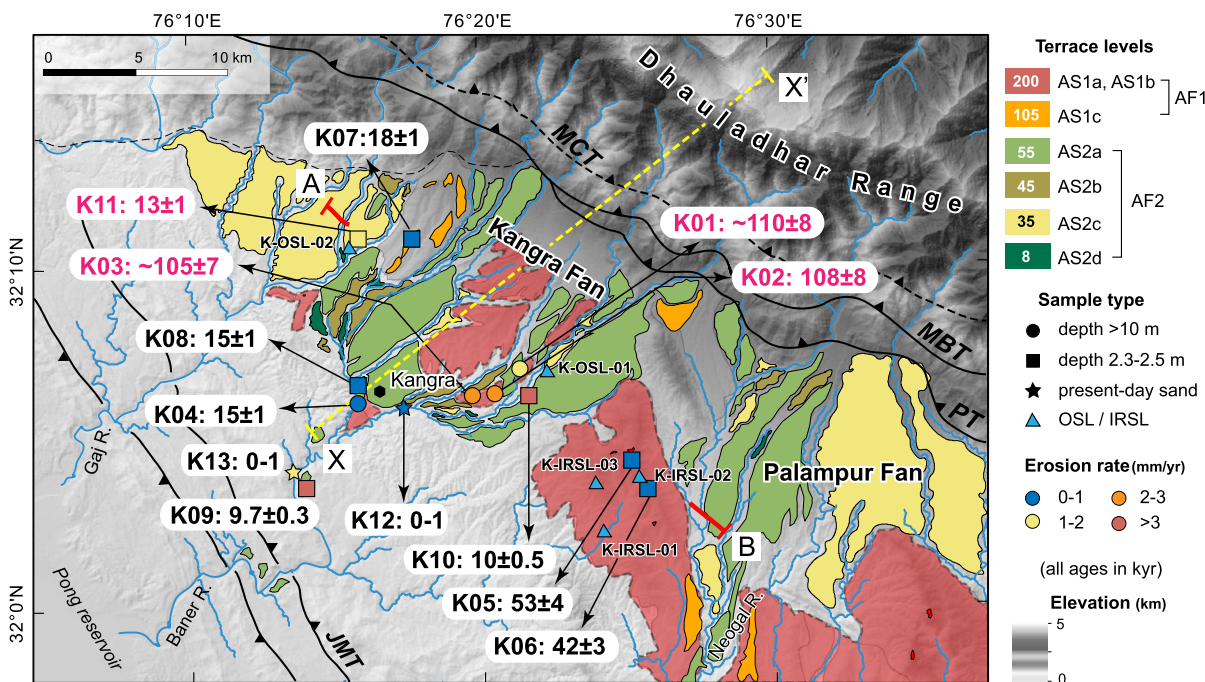 76°10'E
76°20'E
76°30'E
0 5 10 km
Dhauladhar Range
X'
MCT
K07:18±1
A
K11: 13±1
K-OSL-02
K03: ~105±7
Kangra Fan
K01: ~110±8
K02: 108±8
32°10'N
K08: 15±1
Kangra
K-OSL-01
MBT
PT
K04: 15±1
Gaj R.
X
K13: 0-1
K-IRSL-03
K-IRSL-02
Palampur Fan
K09: 9.7±0.3
K12: 0-1
K10: 10±0.5
K-IRSL-01
B
K05: 53±4
K06: 42±3
32°0'N
Pong reservoir
Baner R.
JMT
Neogal R.
Terrace levels
200 AS1a, AS1b
AF1
105 AS1c
55 AS2a
45 AS2b
AF2
35 AS2c
8 AS2d
Sample type
depth >10 m
depth 2.3-2.5 m
present-day sand
OSL / IRSL
Erosion rate (mm/yr)
0-1 2-3
1-2 >3
(all ages in kyr)
Elevation (km)
5
0